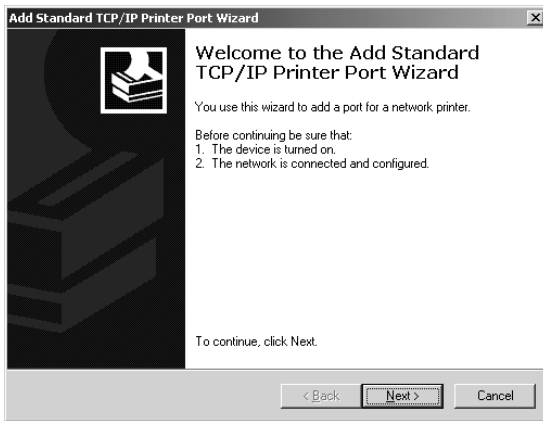 Add Standard TCP/IP Printer Port Wizard
Welcome to the Add Standard
TCP/IP Printer Port Wizard
You use this wizard to add a port for a network printer.
Before continuing be sure that:
1. The device is turned on.
2. The network is connected and configured.
To continue, click Next.
< Back Next > Cancel